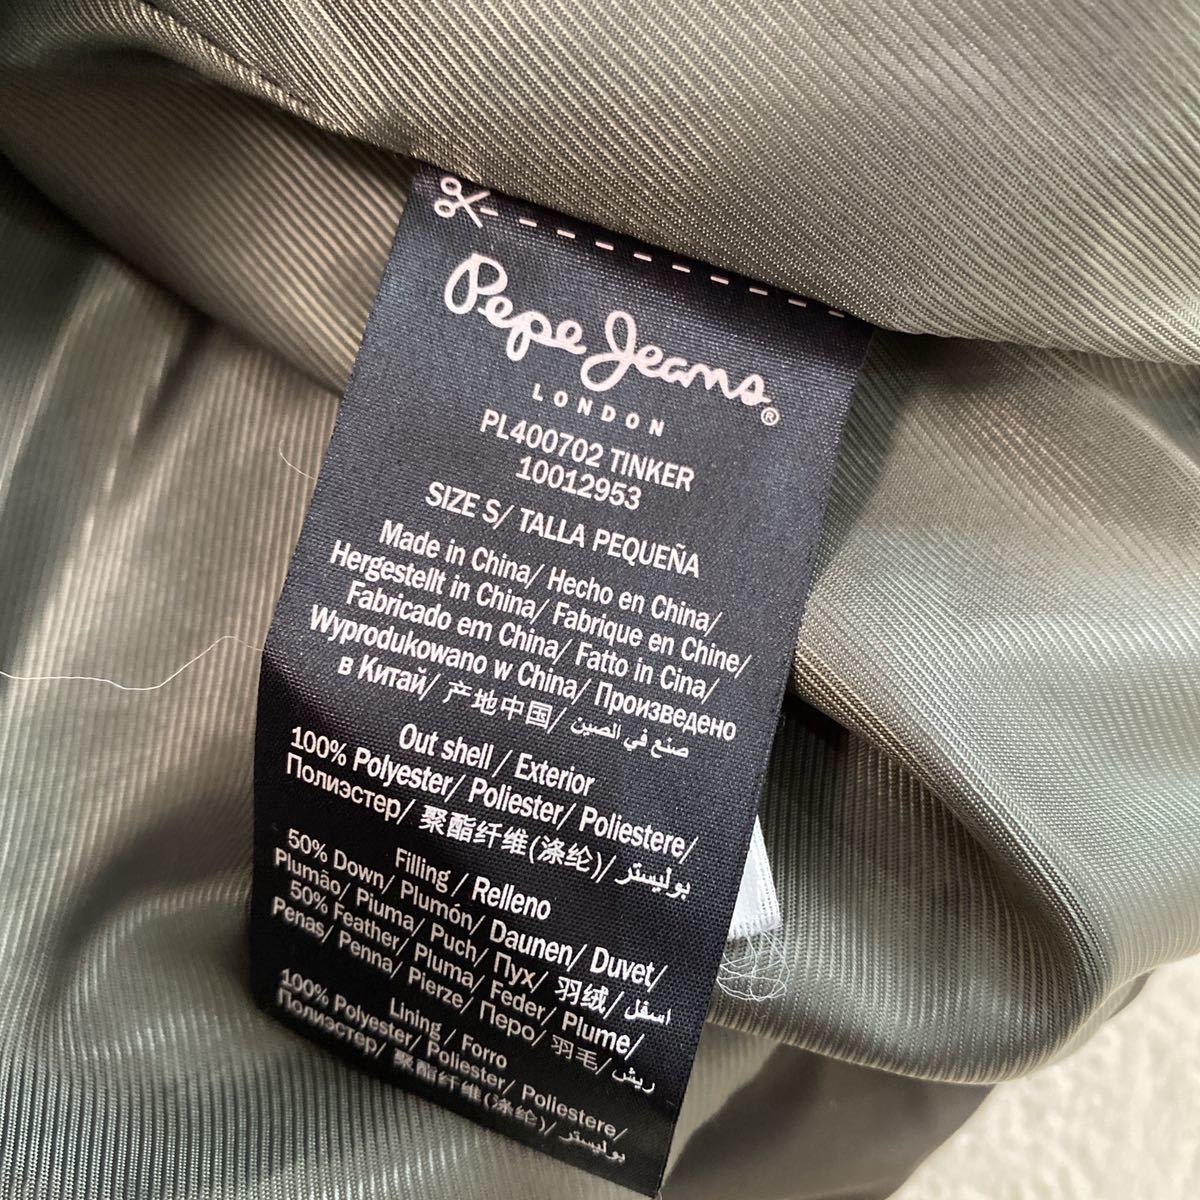 Pepe Jeans®
LONDON
PL400702 TINKER
10012953
SIZE S/ TALLA PEQUEÑA
Made in China/ Hecho en China/
Hergestellt in China/ Fabrique en Chine/
Fabricado em China/ Fatto in Cina/
Wyprodukowano w China/ Произведено
в Китай/ 产地中国/ صنع في الصين
Out shell / Exterior
100% Polyester/ Poliester/ Poliestere/
Полиэстер/ 聚酯纤维(涤纶)/ بوليستر
Filling / Relleno
50% Down/ Plumón/ Daunen/ Duvet/
Plumão/ Piuma/ Puch/ Пух/ 羽绒/ اسفل
50% Feather/ Pluma/ Feder/ Plume/
Penas/ Penna/ Pierze/ Перо/ 羽毛/ ريش
Lining / Forro
100% Polyester/ Poliester/ Poliestere/
Полиэстер/ 聚酯纤维(涤纶)/ بوليستر